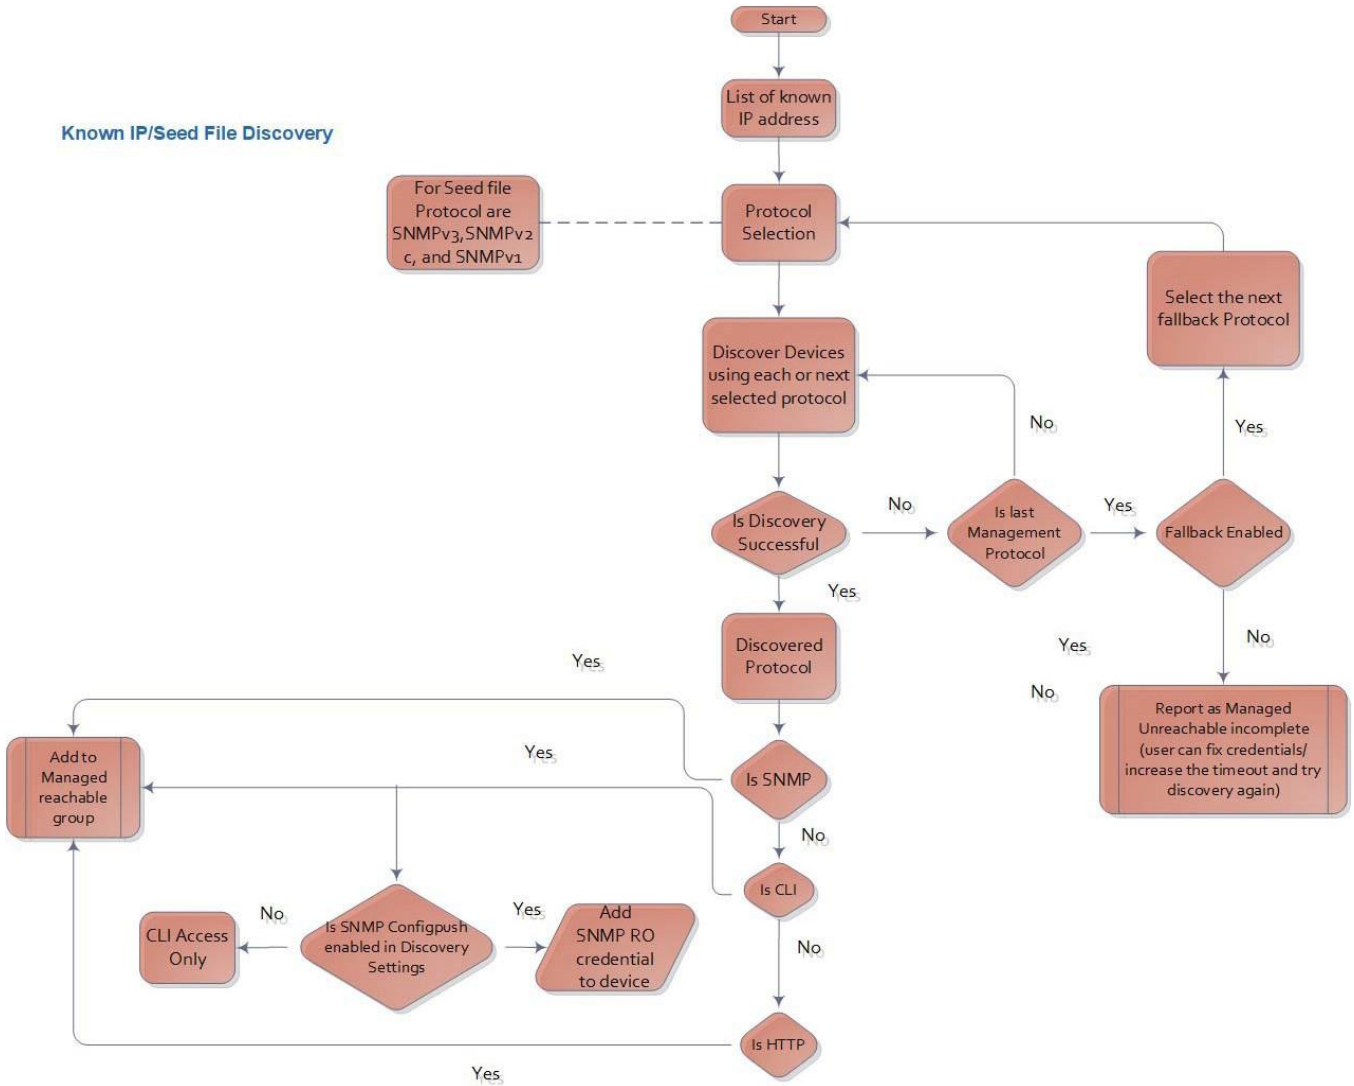 Start
List of known
IP address
Known IP/Seed File Discovery
For Seed file
Protocol are
SNMPv3,SNMPv2
c, and SNMPv1
Protocol
Selection
Select the next
fallback Protocol
Discover Devices
using each or next
selected protocol
No
Yes
Is Discovery
Successful
No
Is last
Management
Protocol
Yes
Fallback Enabled
Yes
Discovered
Protocol
Yes
No
Yes
No
Report as Managed
Unreachable incomplete
(user can fix credentials/
increase the timeout and try
discovery again)
Yes
Add to
Managed
reachable
group
Is SNMP
No
Is CLI
No
CLI Access
Only
No
Is SNMP Configpush
enabled in Discovery
Settings
Yes
Add
SNMP RO
credential
to device
No
Is HTTP
Yes